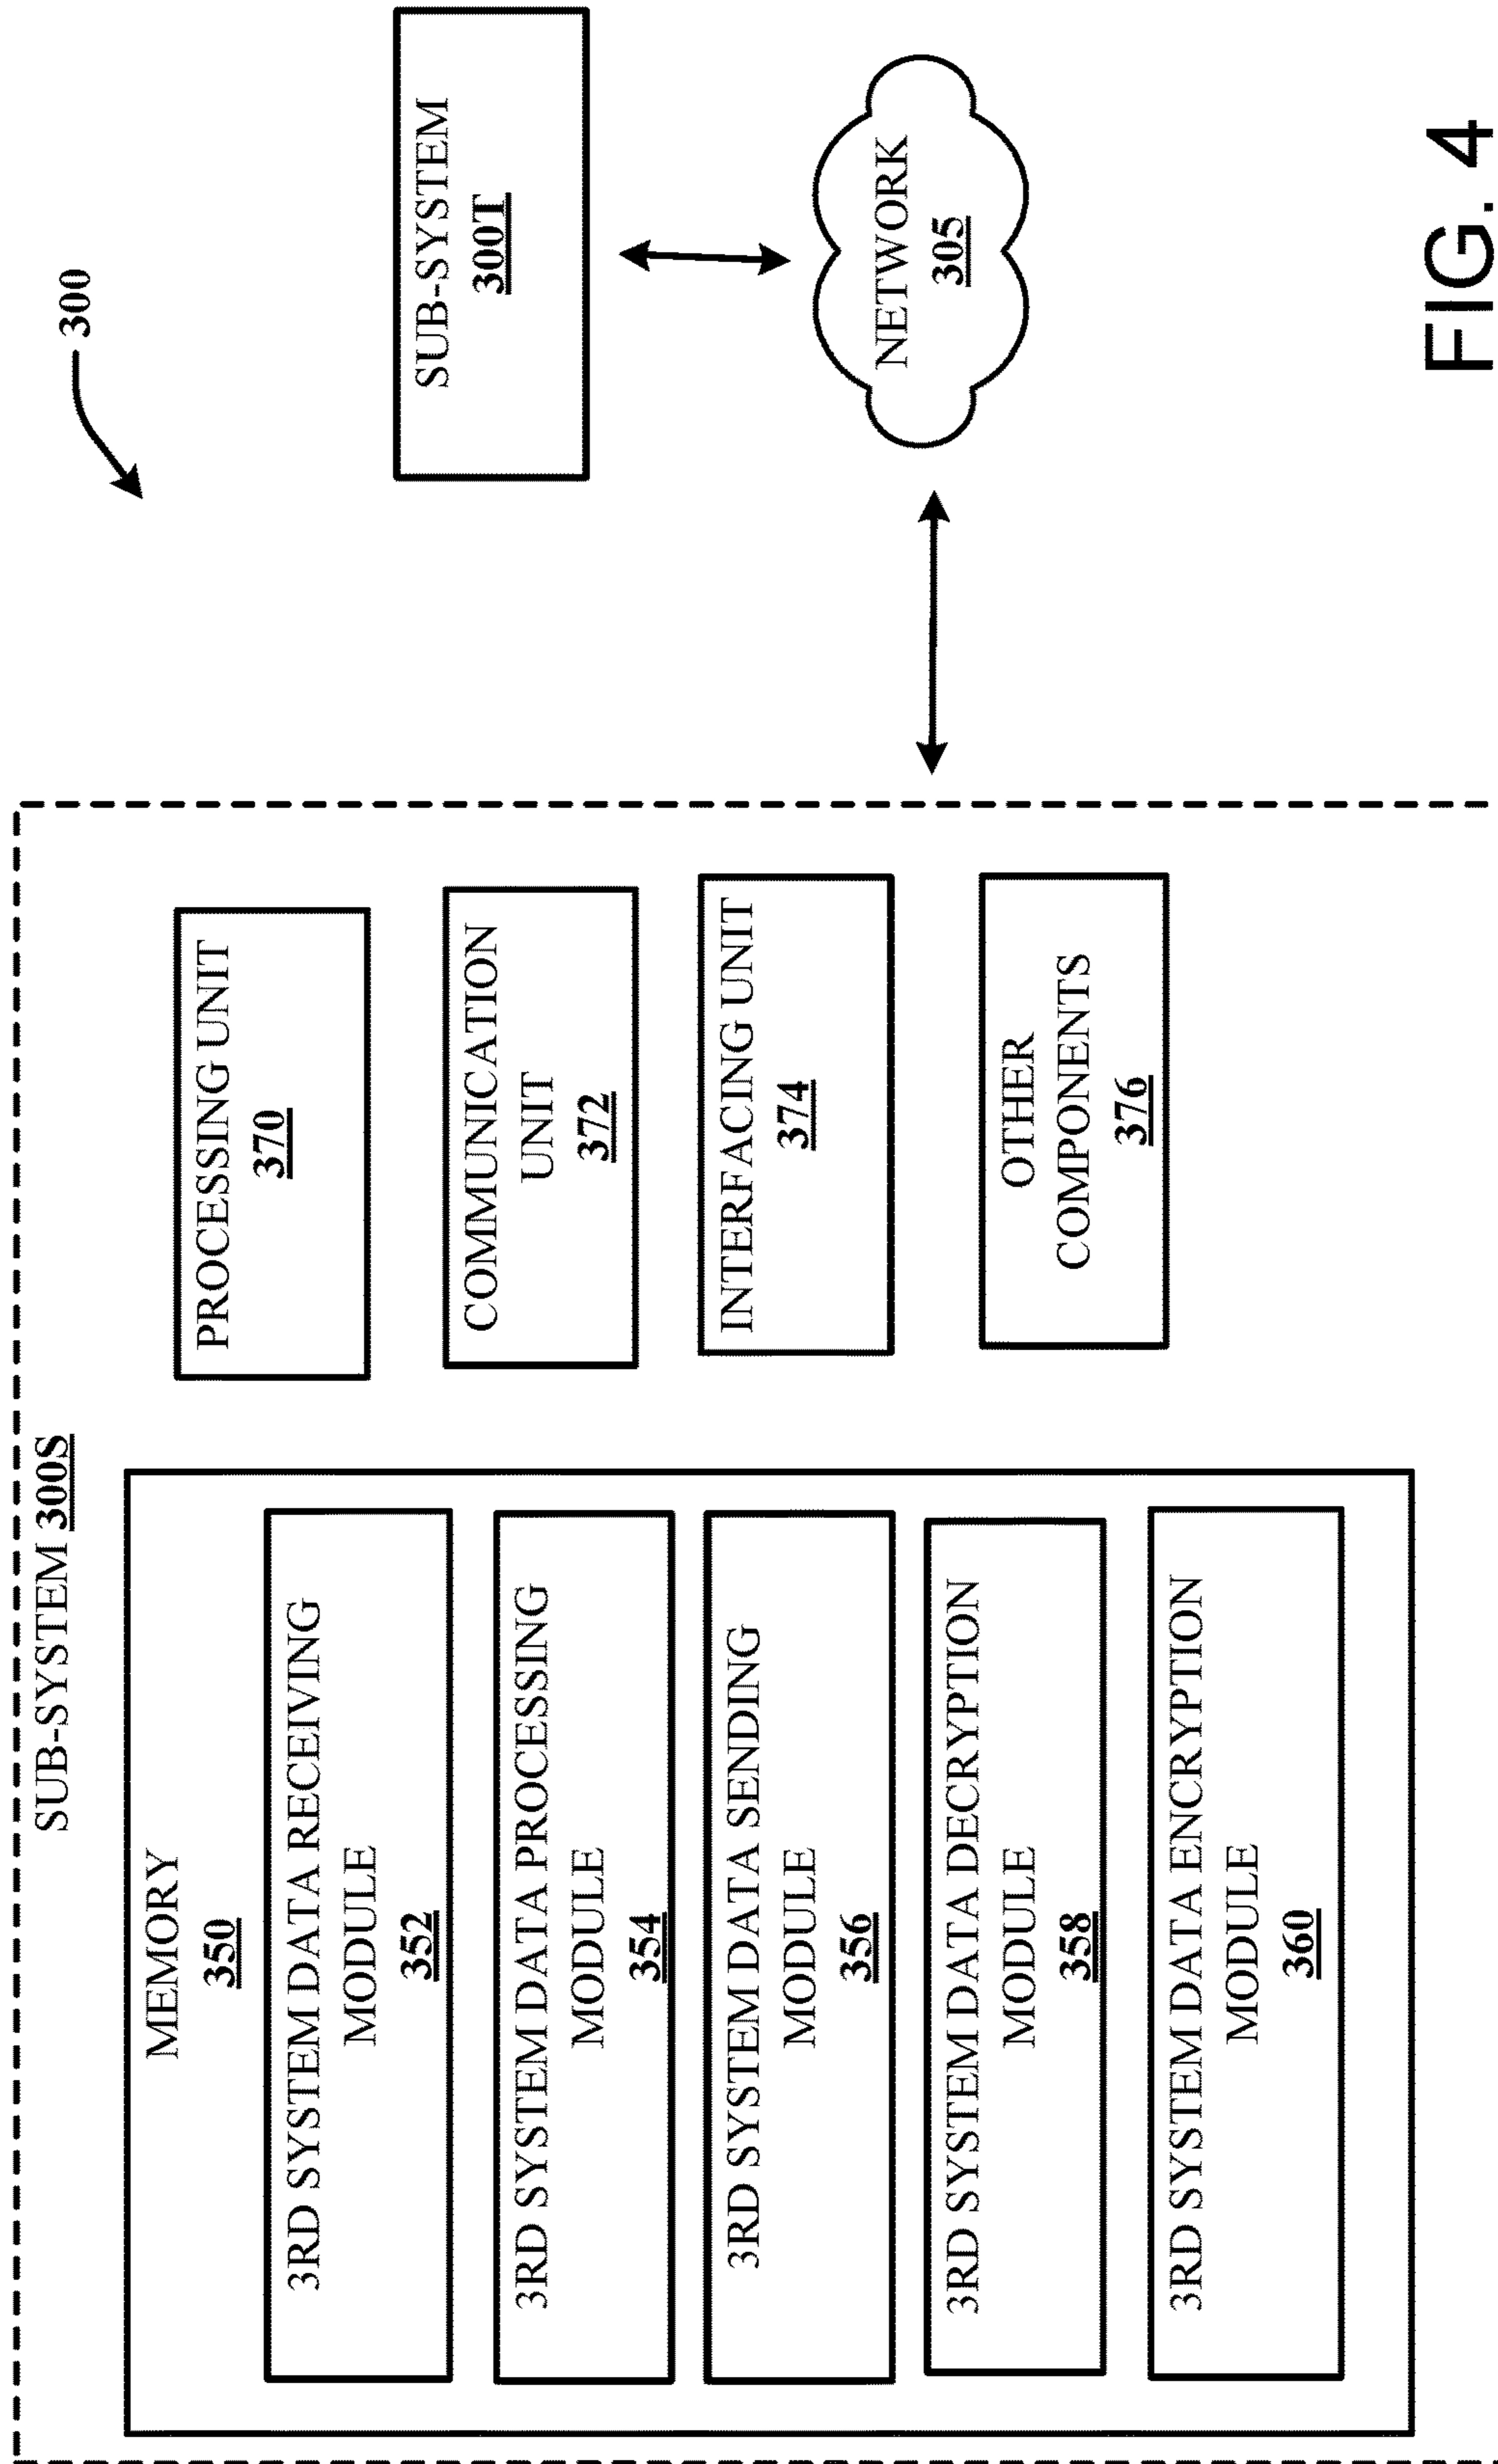 300
SUB-SYSTEM 300S
MEMORY
350
3RD SYSTEM DATA RECEIVING
MODULE
352
3RD SYSTEM DATA PROCESSING
MODULE
354
3RD SYSTEM DATA SENDING
MODULE
356
3RD SYSTEM DATA DECRYPTION
MODULE
358
3RD SYSTEM DATA ENCRYPTION
MODULE
360
PROCESSING UNIT
370
COMMUNICATION
UNIT
372
INTERFACING UNIT
374
OTHER
COMPONENTS
376
SUB-SYSTEM
300T
NETWORK
305
FIG. 4